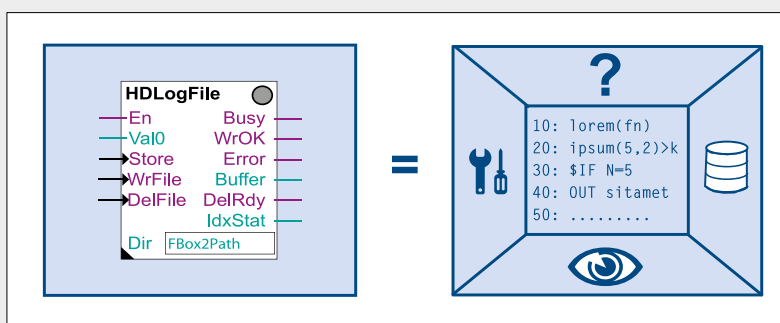 HDLogFile
En Busy
Val0 WrOK
Store Error
WrFile Buffer
DelFile DelRdy
IdxStat
Dir FBox2Path
=
?
10: lorem(fn)
20: ipsum(5,2)>k
30: $IF N=5
40: OUT sitamet
50: .........